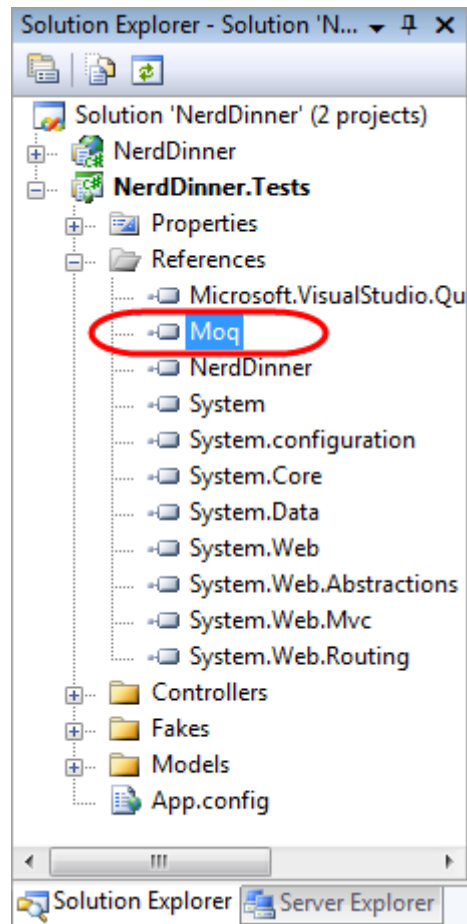 Solution Explorer - Solution 'N...
Solution 'NerdDinner' (2 projects)
NerdDinner
NerdDinner.Tests
Properties
References
Microsoft.VisualStudio.Qu
Moq
NerdDinner
System
System.configuration
System.Core
System.Data
System.Web
System.Web.Abstractions
System.Web.Mvc
System.Web.Routing
Controllers
Fakes
Models
App.config
Solution Explorer Server Explorer